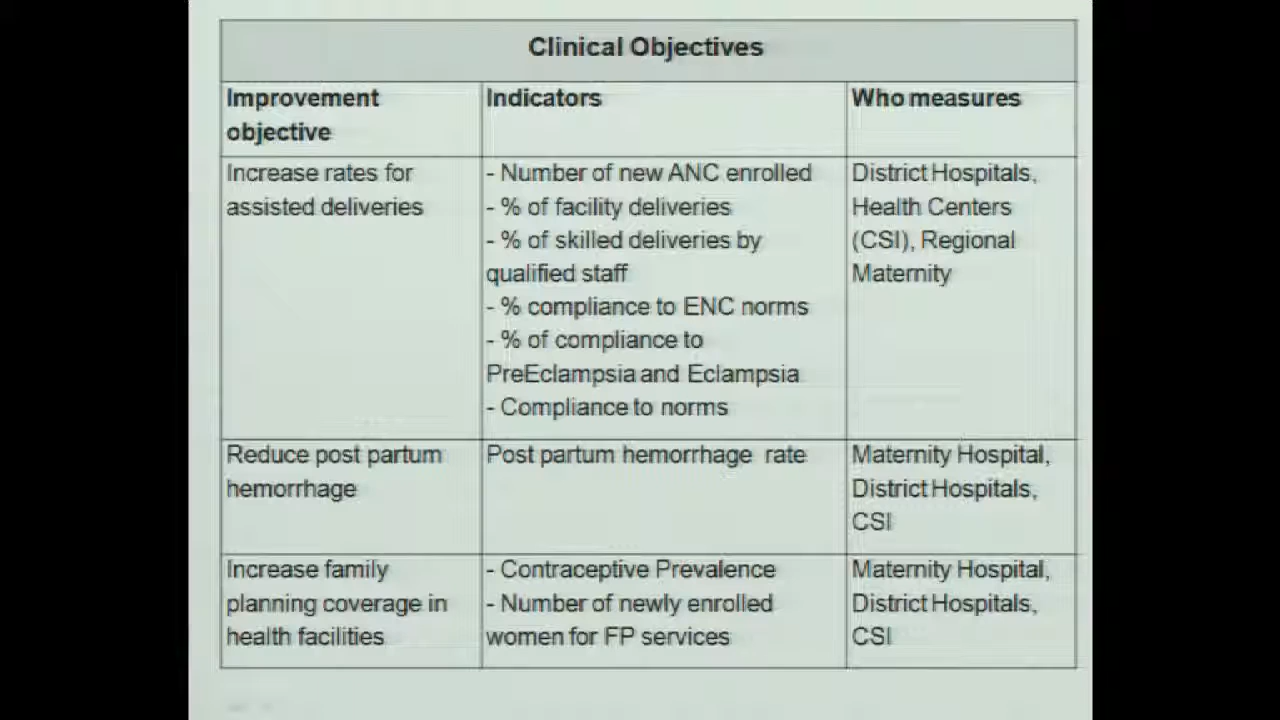 Clinical Objectives
Improvement
objective
Indicators
Who measures
Increase rates for
assisted deliveries
- Number of new ANC enrolled
- % of facility deliveries
- % of skilled deliveries by
qualified staff
- % compliance to ENC norms
- % of compliance to
PreEclampsia and Eclampsia
- Compliance to norms
District Hospitals,
Health Centers
(CSI), Regional
Maternity
Reduce post partum
hemorrhage
Post partum hemorrhage rate
Maternity Hospital,
District Hospitals,
CSI
Increase family
planning coverage in
health facilities
- Contraceptive Prevalence
- Number of newly enrolled
women for FP services
Maternity Hospital,
District Hospitals,
CSI